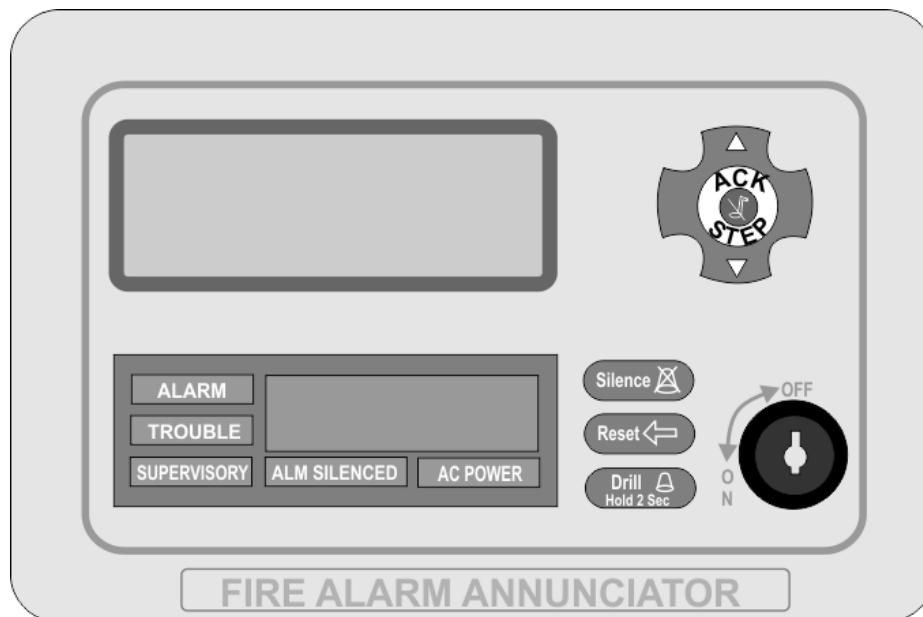 ACK
STEP
ALARM
TROUBLE
SUPERVISORY
ALM SILENCED
AC POWER
Silence
Reset
Drill
Hold 2 Sec
OFF
ON
FIRE ALARM ANNUNCIATOR